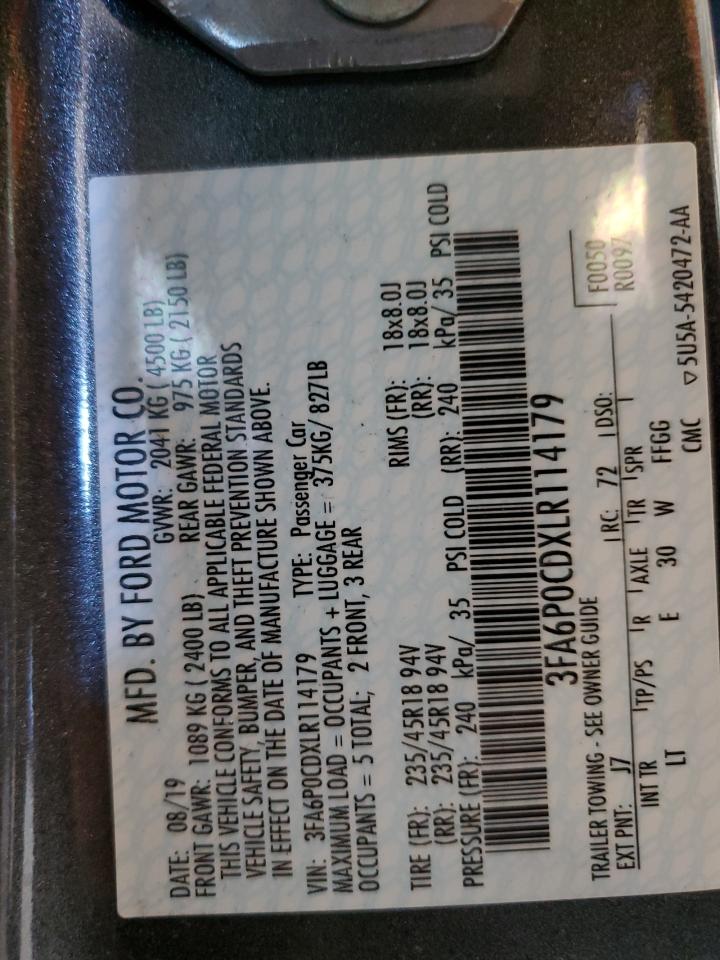 MFD. BY FORD MOTOR CO.
DATE: 08/19 GVWR: 2041 KG ( 4500 LB)
FRONT GAWR: 1089 KG ( 2400 LB) REAR GAWR: 975 KG ( 2150 LB)
THIS VEHICLE CONFORMS TO ALL APPLICABLE FEDERAL MOTOR
VEHICLE SAFETY, BUMPER, AND THEFT PREVENTION STANDARDS
IN EFFECT ON THE DATE OF MANUFACTURE SHOWN ABOVE.
VIN: 3FA6P0CDXLR114179 TYPE: Passenger Car
MAXIMUM LOAD = OCCUPANTS + LUGGAGE = 375KG/ 827LB
OCCUPANTS = 5 TOTAL; 2 FRONT, 3 REAR
TIRE (FR): 235/45R18 94V RIMS (FR): 18x8.0J
(RR): 235/45R18 94V (RR): 18x8.0J
PRESSURE (FR): 240 kPa/ 35 PSI COLD (RR): 240 kPa/ 35 PSI COLD
3FA6P0CDXLR114179
F0050
R0097
TRAILER TOWING - SEE OWNER GUIDE
EXT PNT: J7 RC: 72 DSO:
INT TR TP/PS R AXLE TR SPR
LT E 30 W FFGG
CMC ▽ 5U5A-5420472-AA